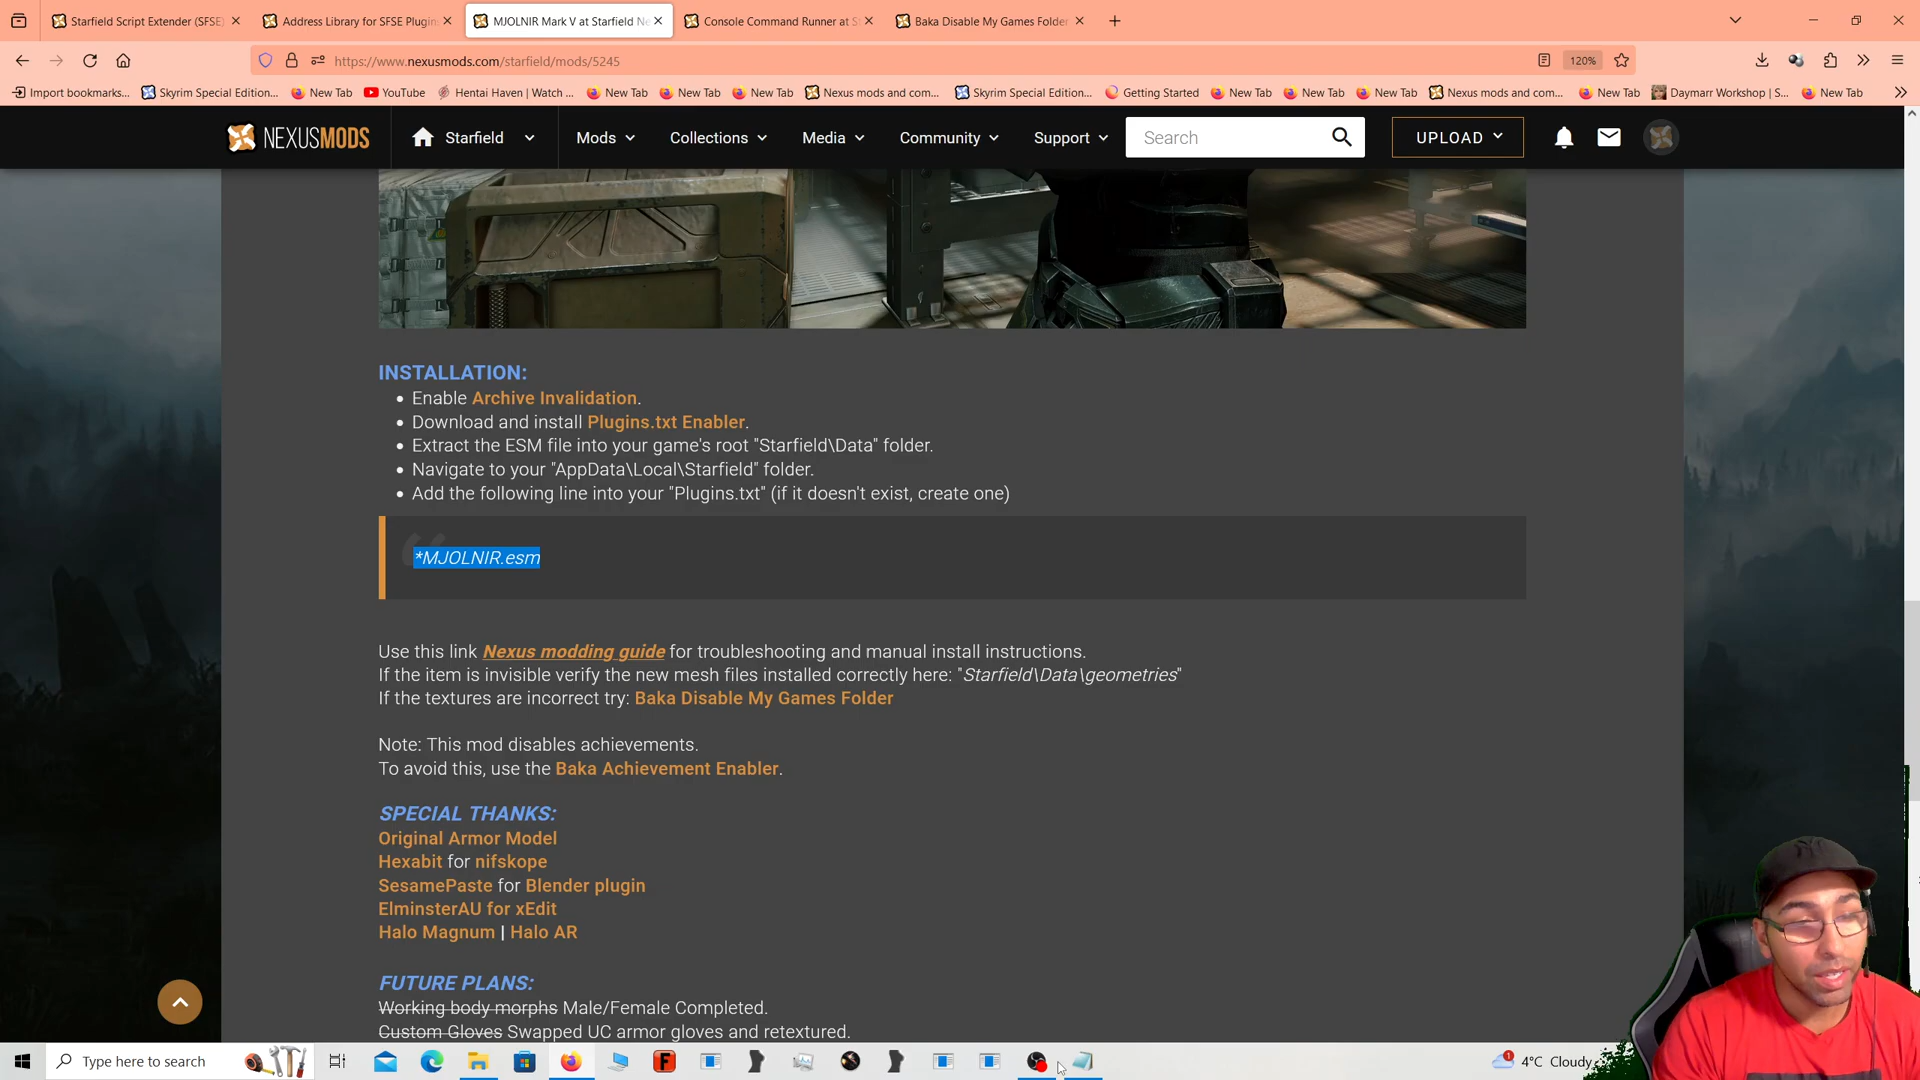 Starfield Script Extender (SFSE)
Address Library for SFSE Plugin
MJOLNIR Mark V at Starfield Ne
Console Command Runner at S
Baka Disable My Games Folder
https://www.nexusmods.com/starfield/mods/5245
120%
Import bookmarks...
Skyrim Special Edition...
New Tab
YouTube
Hentai Haven | Watch ...
New Tab
New Tab
New Tab
Nexus mods and com...
Skyrim Special Edition...
Getting Started
New Tab
New Tab
New Tab
Nexus mods and com...
New Tab
Daymarr Workshop | S...
New Tab
NEXUSMODS
Starfield
Mods
Collections
Media
Community
Support
Search
UPLOAD
INSTALLATION:
• Enable Archive Invalidation.
• Download and install Plugins.txt Enabler.
• Extract the ESM file into your game's root "Starfield\Data" folder.
• Navigate to your "AppData\Local\Starfield" folder.
• Add the following line into your "Plugins.txt" (if it doesn't exist, create one)
*MJOLNIR.esm
Use this link Nexus modding guide for troubleshooting and manual install instructions.
If the item is invisible verify the new mesh files installed correctly here: "Starfield\Data\geometries"
If the textures are incorrect try: Baka Disable My Games Folder
Note: This mod disables achievements.
To avoid this, use the Baka Achievement Enabler.
SPECIAL THANKS:
Original Armor Model
Hexabit for nifskope
SesamePaste for Blender plugin
ElminsterAU for xEdit
Halo Magnum | Halo AR
FUTURE PLANS:
Working body morphs Male/Female Completed.
Custom Gloves Swapped UC armor gloves and retextured.
Type here to search
1
4°C Cloudy